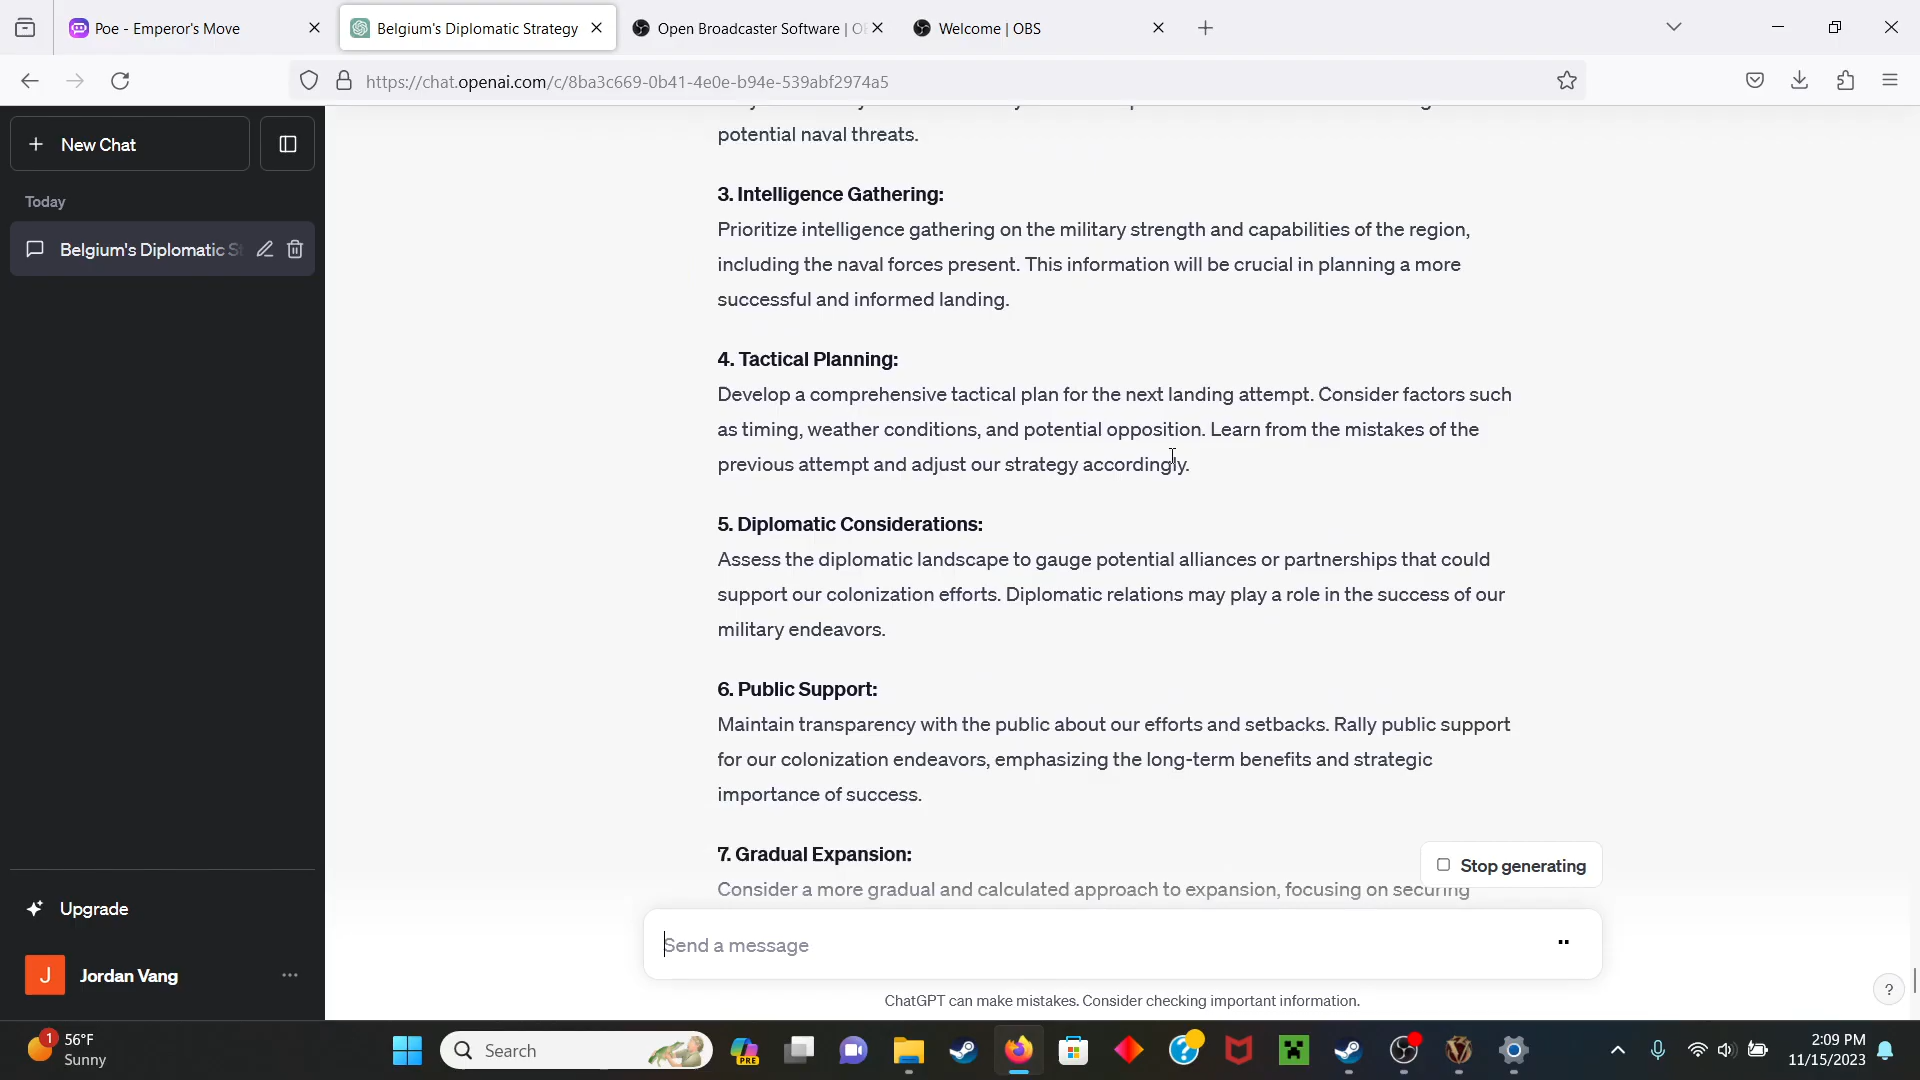 Poe - Emperor's Move
Belgium's Diplomatic Strategy
Open Broadcaster Software | O
Welcome | OBS
https://chat.openai.com/c/8ba3c669-0b41-4e0e-b94e-539abf2974a5
New Chat
Today
Belgium's Diplomatic St
potential naval threats.
3. Intelligence Gathering:
Prioritize intelligence gathering on the military strength and capabilities of the region,
including the naval forces present. This information will be crucial in planning a more
successful and informed landing.
4. Tactical Planning:
Develop a comprehensive tactical plan for the next landing attempt. Consider factors such
as timing, weather conditions, and potential opposition. Learn from the mistakes of the
previous attempt and adjust our strategy accordingly.
5. Diplomatic Considerations:
Assess the diplomatic landscape to gauge potential alliances or partnerships that could
support our colonization efforts. Diplomatic relations may play a role in the success of our
military endeavors.
6. Public Support:
Maintain transparency with the public about our efforts and setbacks. Rally public support
for our colonization endeavors, emphasizing the long-term benefits and strategic
importance of success.
7. Gradual Expansion:
Consider a more gradual and calculated approach to expansion, focusing on securing
Stop generating
Send a message
ChatGPT can make mistakes. Consider checking important information.
?
Upgrade
J
Jordan Vang
1
56°F
Sunny
Search
PRE
2:09 PM
11/15/2023